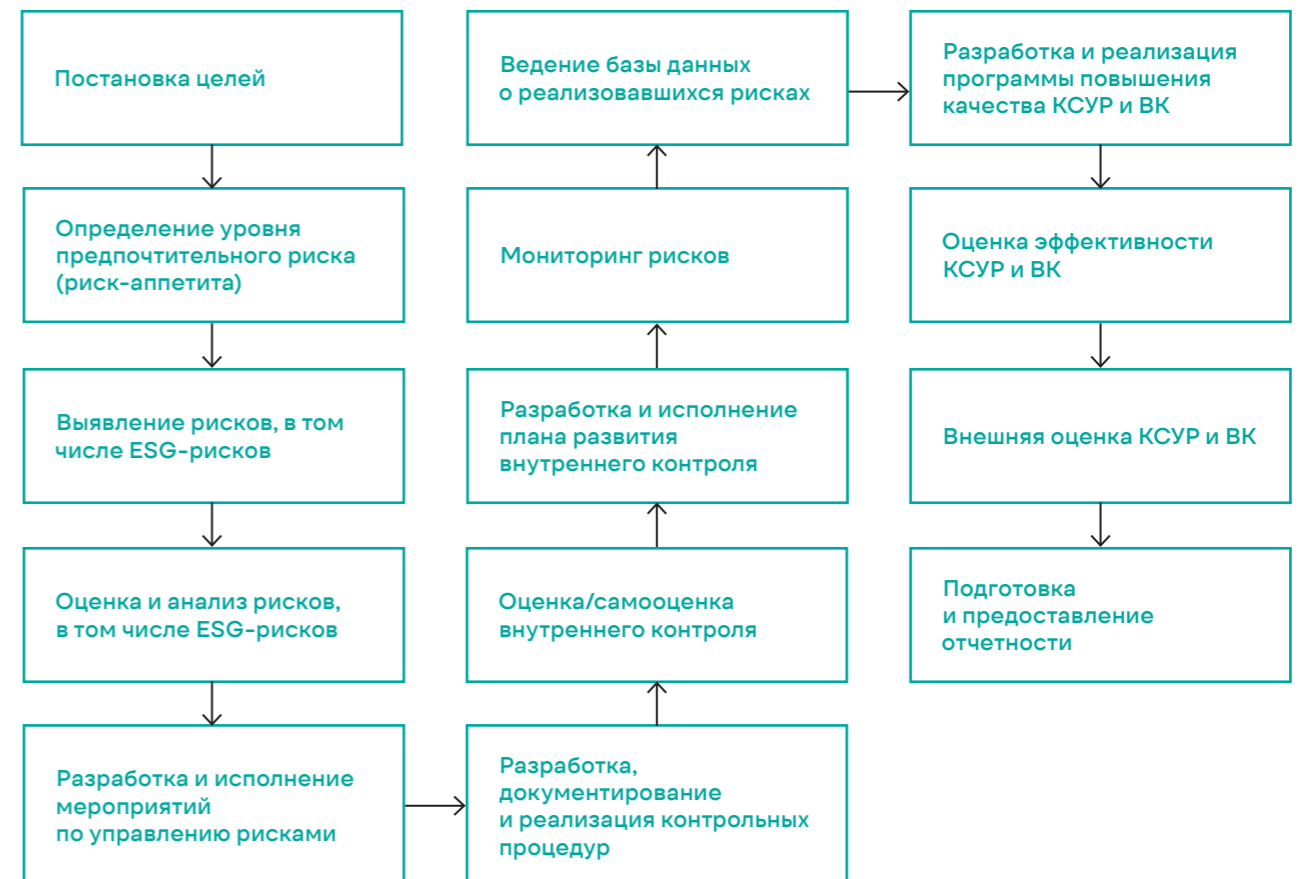 Постановка целей
Определение уровня
предпочтительного риска
(риск-аппетита)
Выявление рисков, в том
числе ESG-рисков
Оценка и анализ рисков,
в том числе ESG-рисков
Разработка и исполнение
мероприятий
по управлению рисками
Разработка,
документирование
и реализация контрольных
процедур
Оценка/самооценка
внутреннего контроля
Разработка и исполнение
плана развития
внутреннего контроля
Мониторинг рисков
Ведение базы данных
о реализовавшихся рисках
Разработка и реализация
программы повышения
качества КСУР и ВК
Оценка эффективности
КСУР и ВК
Внешняя оценка КСУР и ВК
Подготовка
и предоставление
отчетности